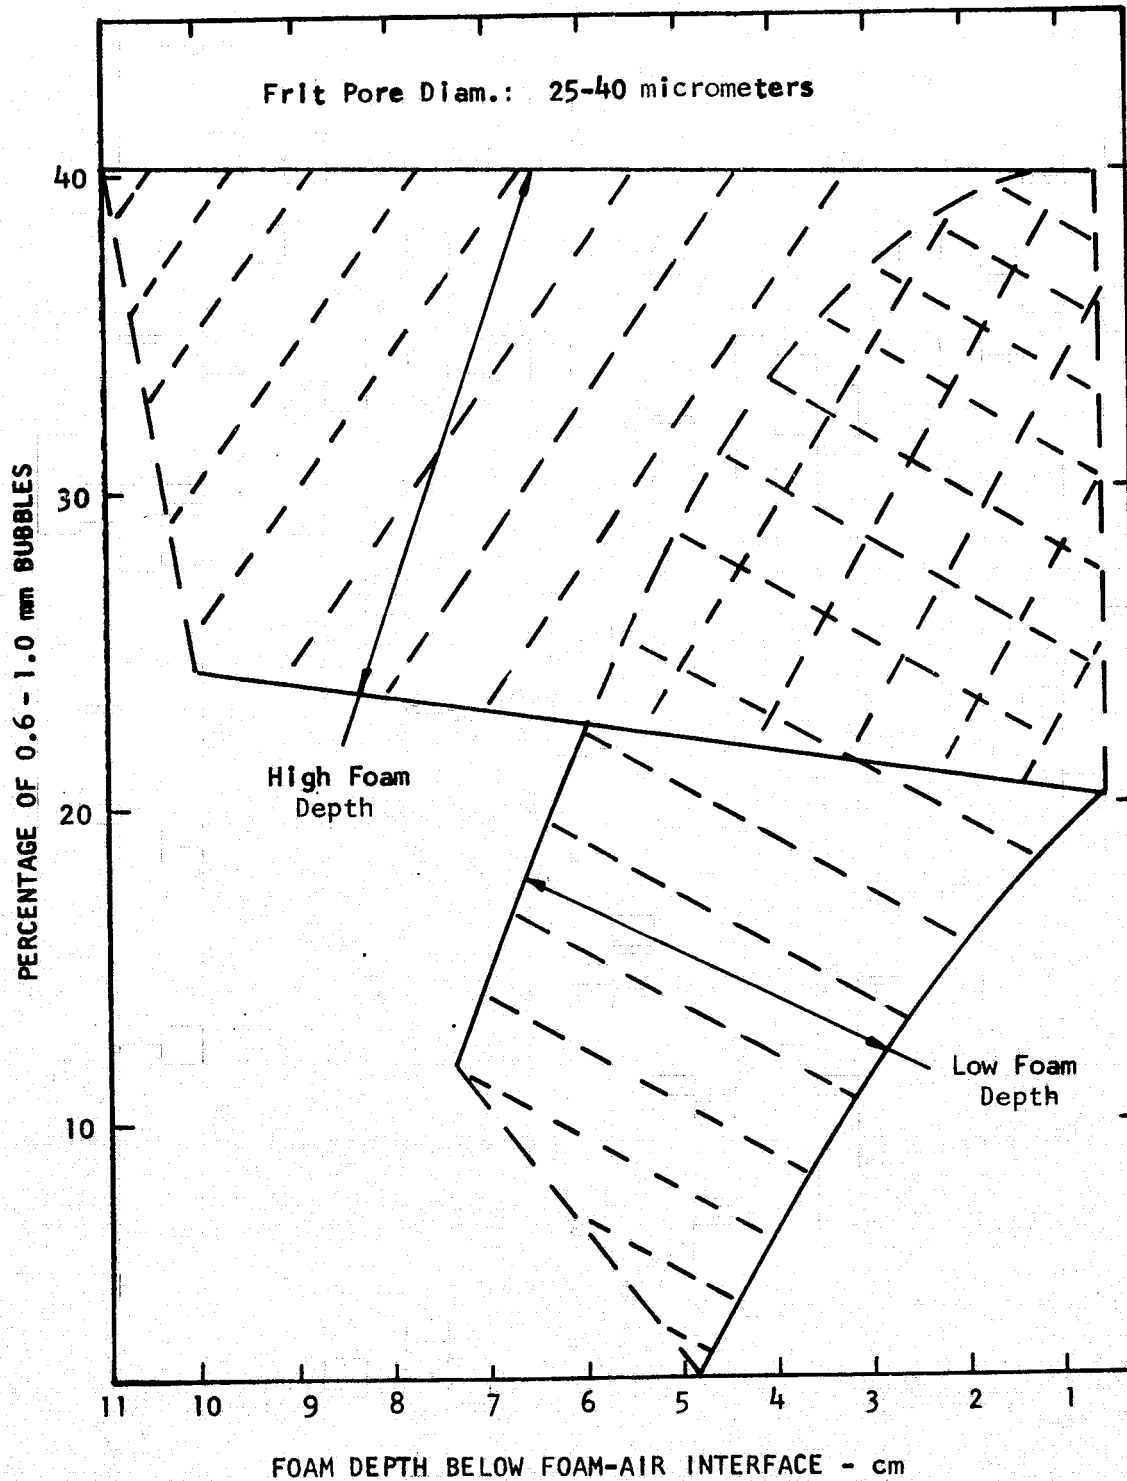 Frit Pore Diam.: 25-40 micrometers
PERCENTAGE OF 0.6 - 1.0 mm BUBBLES
40
30
20
10
High Foam
Depth
Low Foam
Depth
11 10 9 8 7 6 5 4 3 2 1
FOAM DEPTH BELOW FOAM-AIR INTERFACE - cm